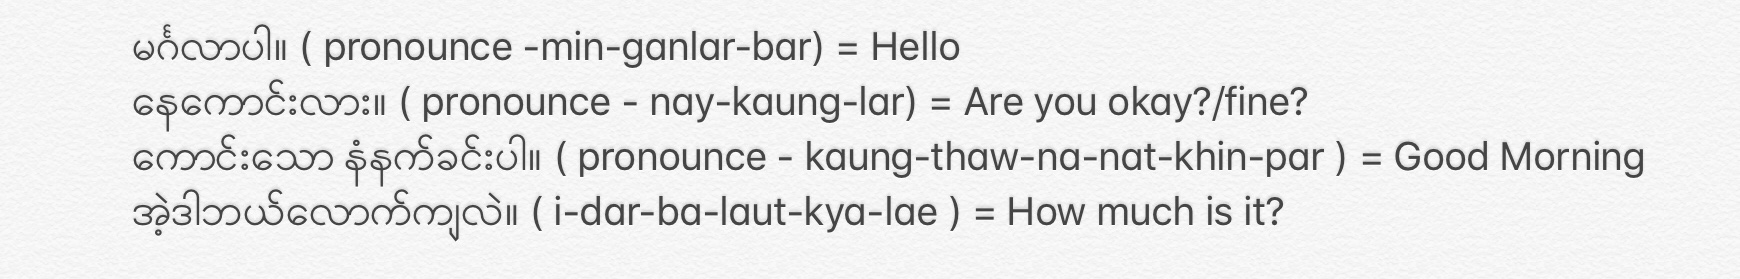 မင်္ဂလာပါ။ ( pronounce -min-ganlar-bar) = Hello
နေကောင်းလား။ ( pronounce - nay-kaung-lar) = Are you okay?/fine?
ကောင်းသော နံနက်ခင်းပါ။ ( pronounce - kaung-thaw-na-nat-khin-par ) = Good Morning
အဲ့ဒါဘယ်လောက်ကျလဲ။ ( i-dar-ba-laut-kya-lae ) = How much is it?